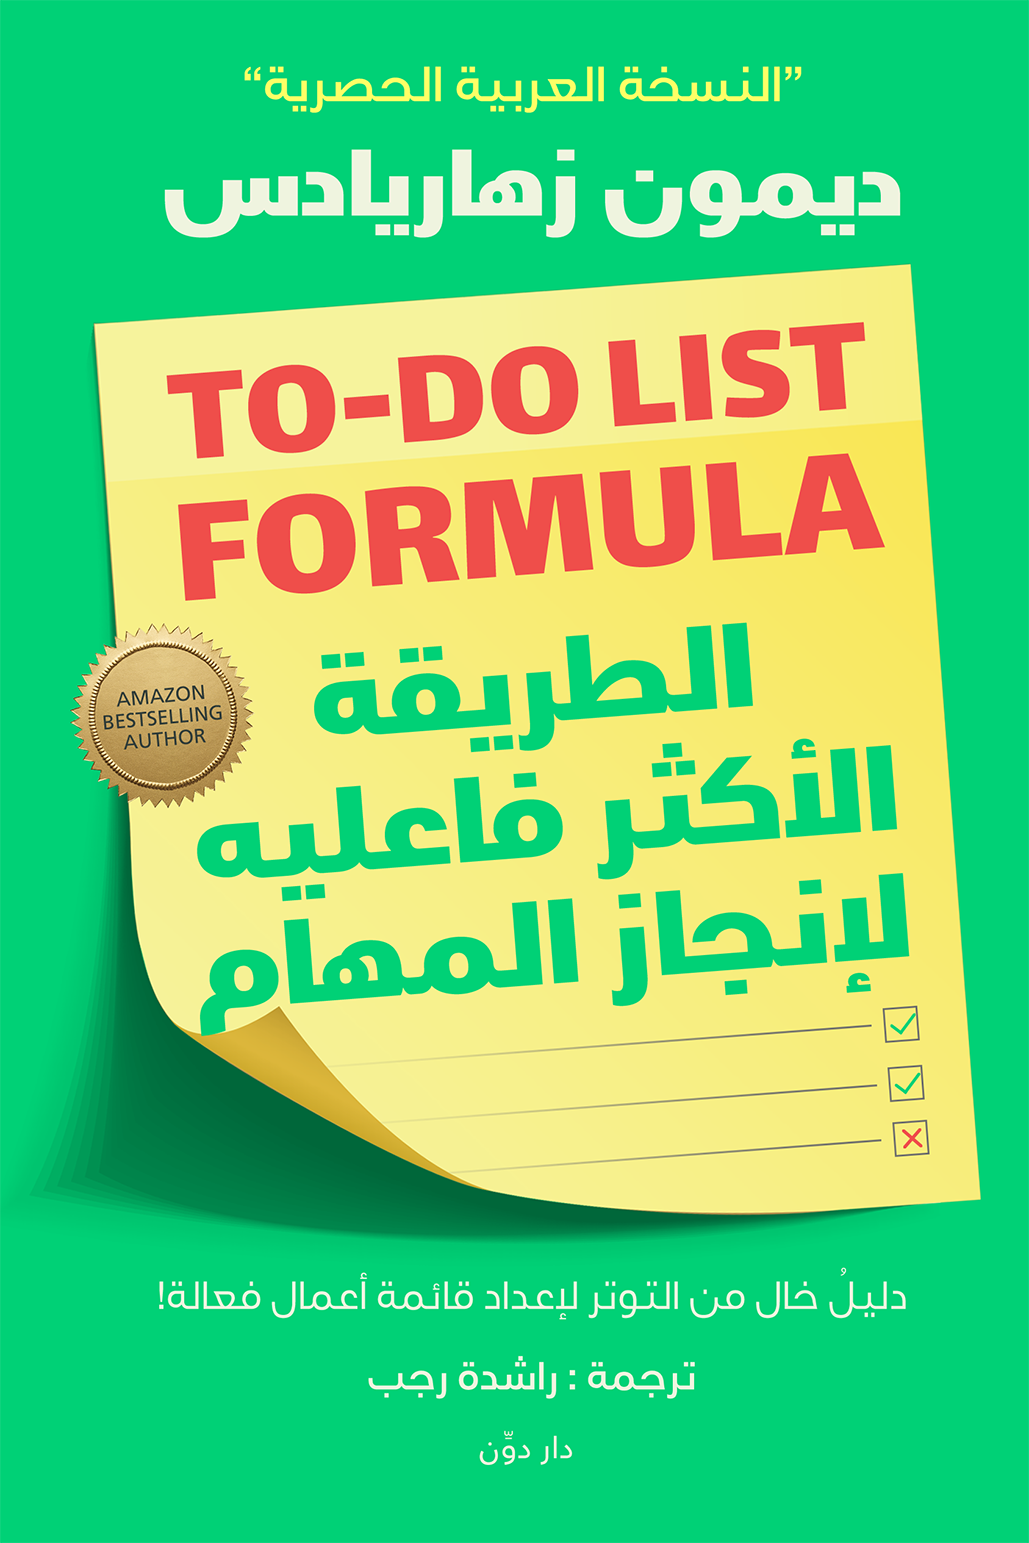 ”النسخة العربية الحصرية“
ديمون زهاريادس
TO-DO LIST
FORMULA
الطريقة
الأكثر فاعليه
لإنجاز المهام
AMAZON
BESTSELLING
AUTHOR
دليلُ خال من التوتر لإعداد قائمة أعمال فعالة!
ترجمة : راشدة رجب
دار دوِّن